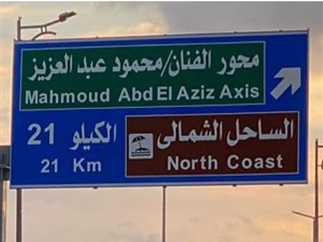 محور الفنان/محمود عبد العزيز
Mahmoud Abd El Aziz Axis
الساحل الشمالى
North Coast
الكيلو 21
21 Km